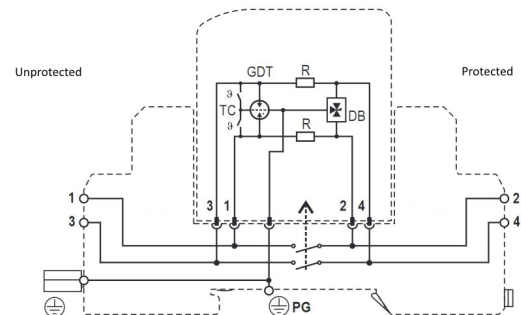 Unprotected
Protected
GDT R
ϑ
TC
ϑ
DB
R
3 1 2 4
1 2
3 4
PG